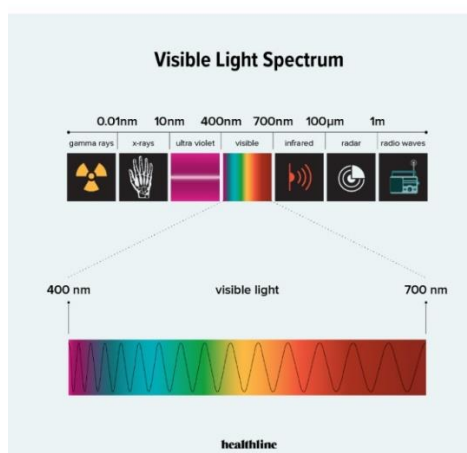 Visible Light Spectrum
0.01nm 10nm 400nm 700nm 100μm 1m
gamma rays x-rays ultra violet visible infrared radar radio waves
400 nm visible light 700 nm
healthline